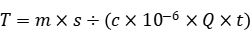 T = m × s ÷ (c × 10⁻⁶ × Q × t)